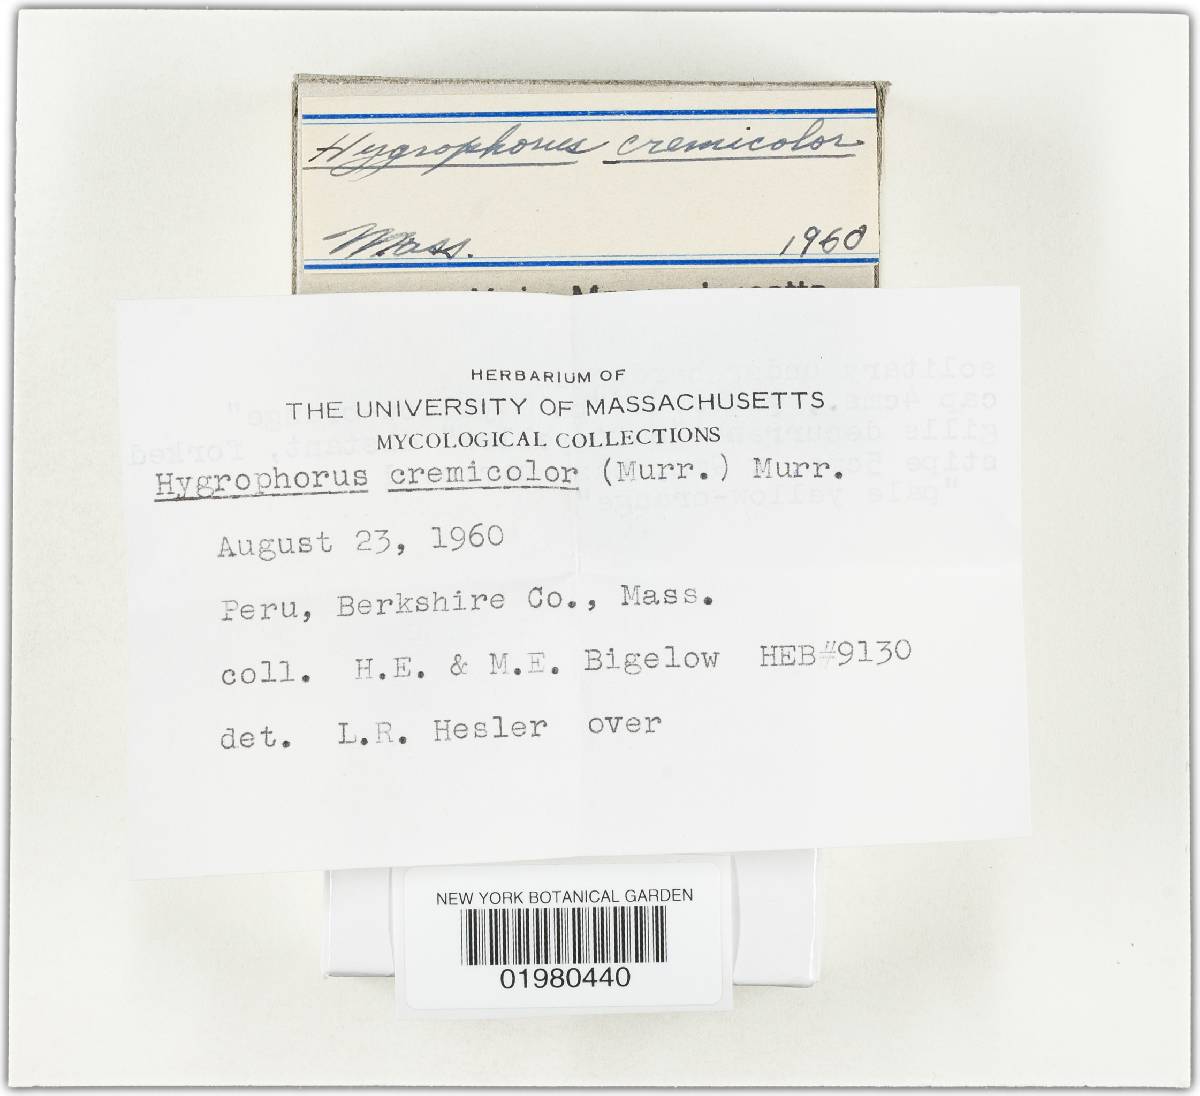 Hygrophorus cremicolor
Mass. 1960
Massachusetts
HERBARIUM OF
THE UNIVERSITY OF MASSACHUSETTS
MYCOLOGICAL COLLECTIONS
Hygrophorus cremicolor (Murr.) Murr.
August 23, 1960
Peru, Berkshire Co., Mass.
coll. H.E. & M.E. Bigelow HEB#9130
det. L.R. Hesler over
NEW YORK BOTANICAL GARDEN
01980440